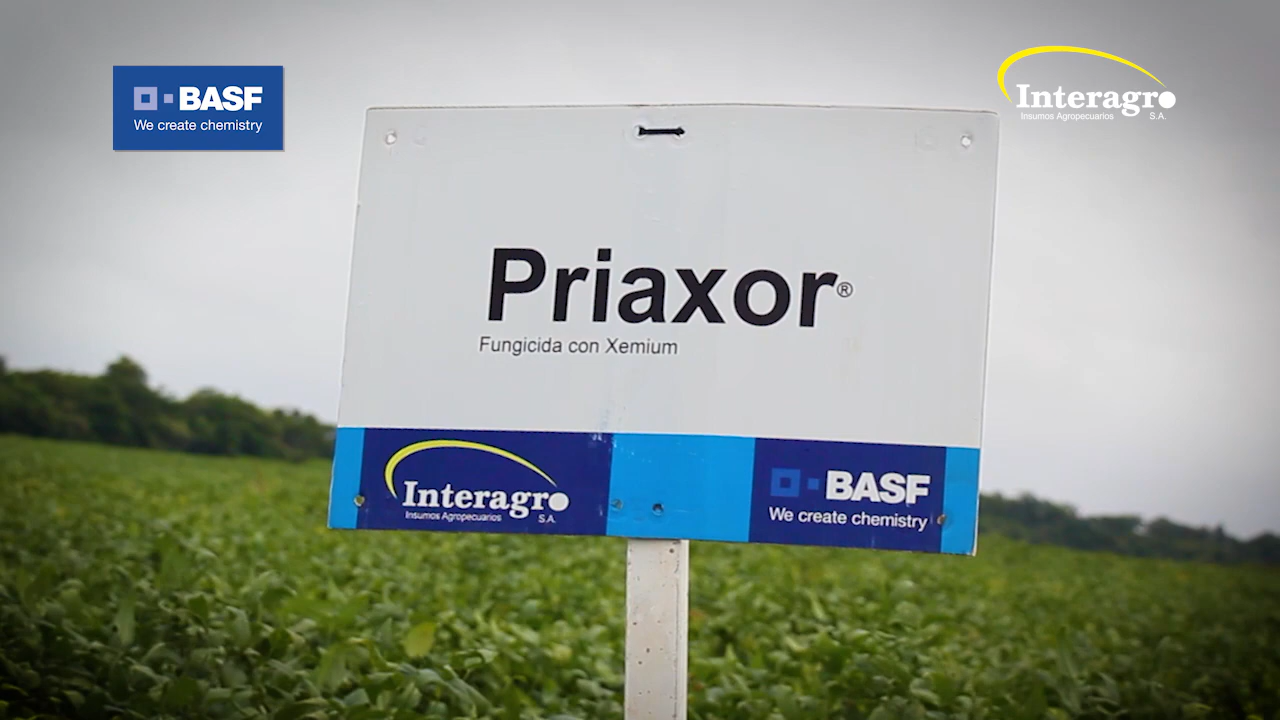 BASF
We create chemistry
Interagro
Insumos Agropecuarios S.A.
Priaxor®
Fungicida con Xemium
Interagro
Insumos Agropecuarios S.A.
BASF
We create chemistry